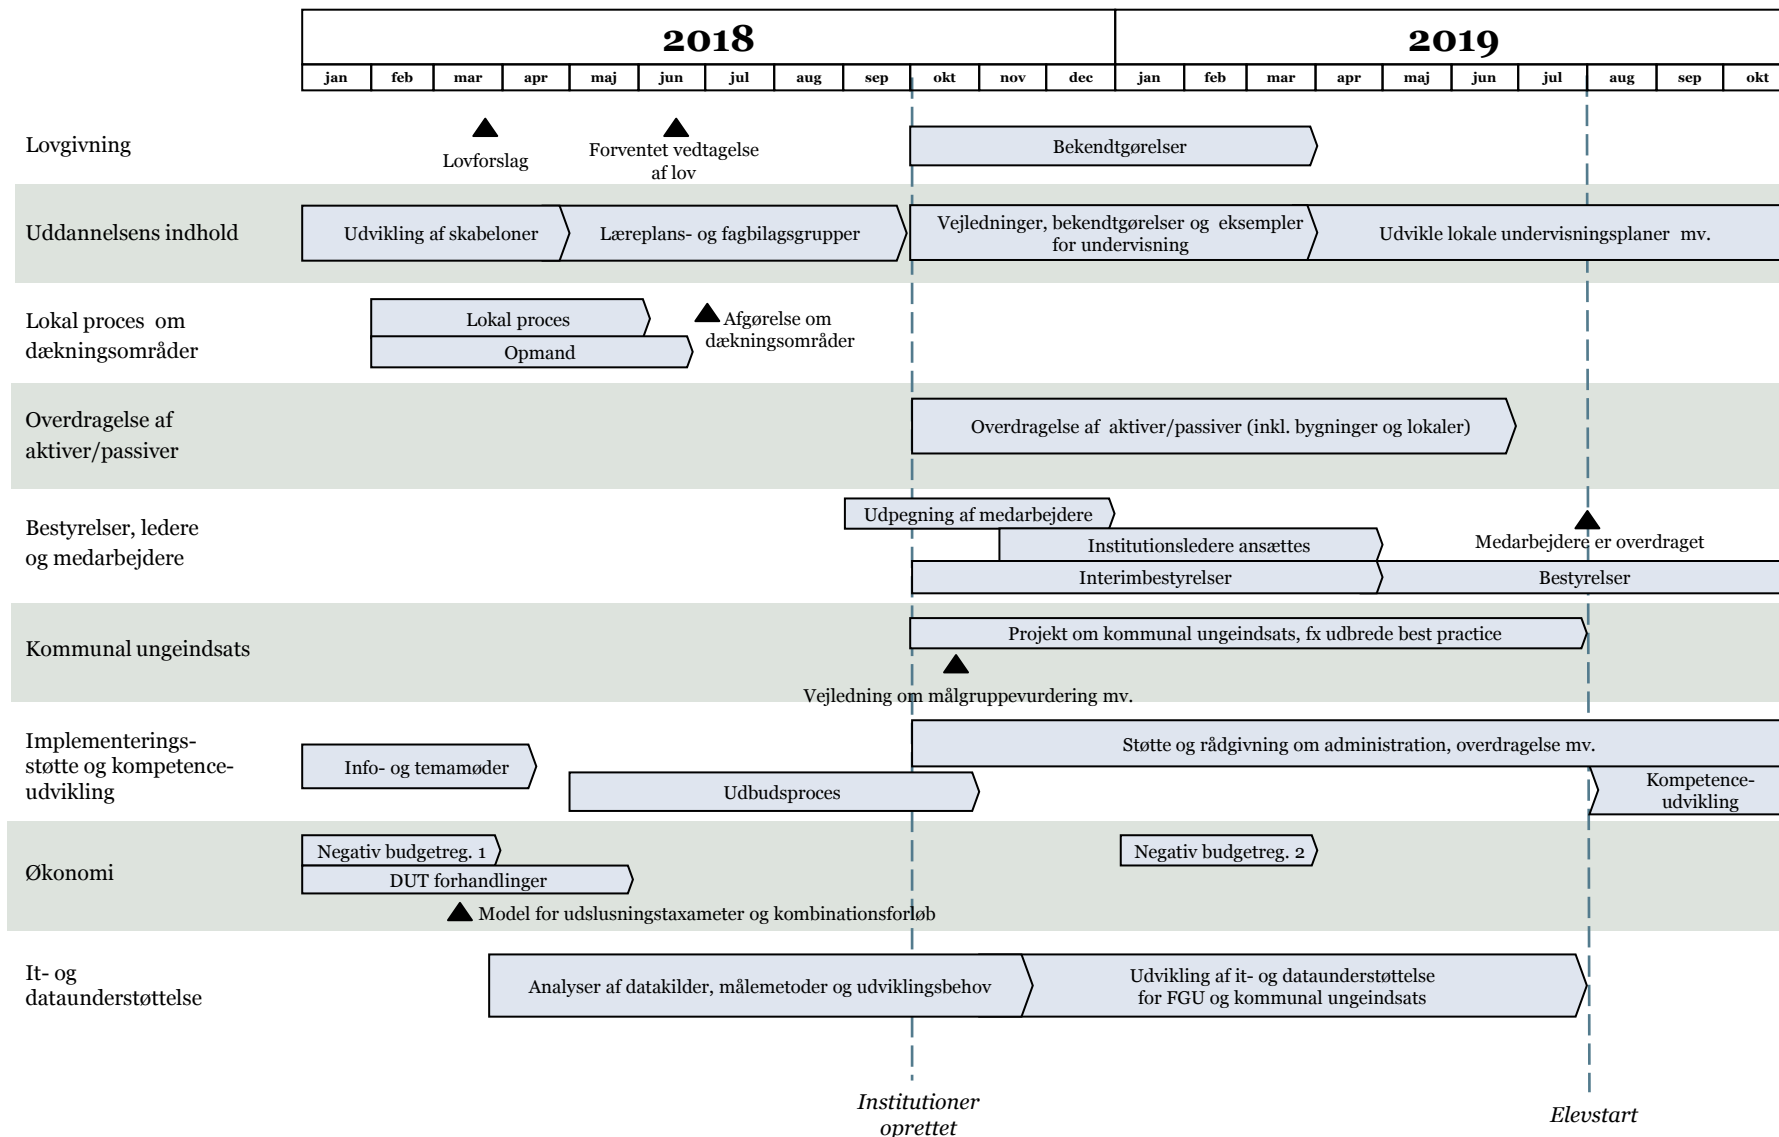 2018
2019
jan feb mar apr maj jun jul aug sep okt nov dec jan feb mar apr maj jun jul aug sep okt
Lovgivning
Lovforslag
Forventet vedtagelse
af lov
Bekendtgørelser
Uddannelsens indhold
Udvikling af skabeloner
Læreplans- og fagbilagsgrupper
Vejledninger, bekendtgørelser og eksempler
for undervisning
Udvikle lokale undervisningsplaner mv.
Lokal proces om
dækningsområder
Lokal proces
Opmand
Afgørelse om
dækningsområder
Overdragelse af
aktiver/passiver
Overdragelse af aktiver/passiver (inkl. bygninger og lokaler)
Bestyrelser, ledere
og medarbejdere
Udpegning af medarbejdere
Institutionsledere ansættes
Medarbejdere er overdraget
Interimbestyrelser
Bestyrelser
Kommunal ungeindsats
Projekt om kommunal ungeindsats, fx udbrede best practice
Vejledning om målgruppevurdering mv.
Implementerings-
støtte og kompetence-
udvikling
Info- og temamøder
Udbudsproces
Støtte og rådgivning om administration, overdragelse mv.
Kompetence-
udvikling
Økonomi
Negativ budgetreg. 1
DUT forhandlinger
Model for udslusningstaxameter og kombinationsforløb
Negativ budgetreg. 2
It- og
dataunderstøttelse
Analyser af datakilder, målemetoder og udviklingsbehov
Udvikling af it- og dataunderstøttelse
for FGU og kommunal ungeindsats
Institutioner
oprettet
Elevstart